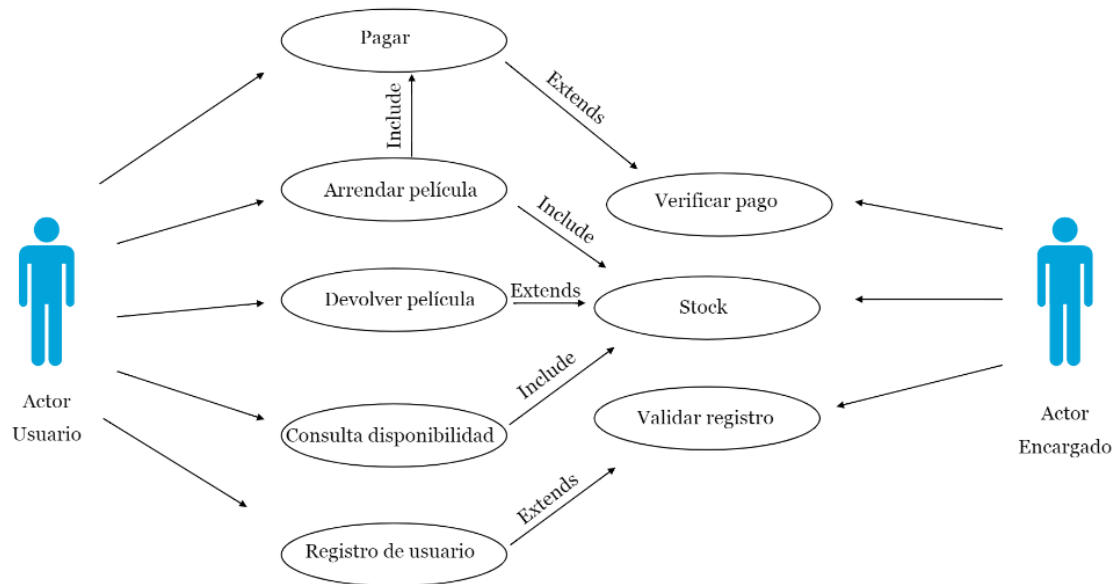 Pagar
Extends
Include
Arrendar película
Verificar pago
Include
Devolver película
Extends
Stock
Include
Actor
Usuario
Consulta disponibilidad
Validar registro
Actor
Encargado
Extends
Registro de usuario